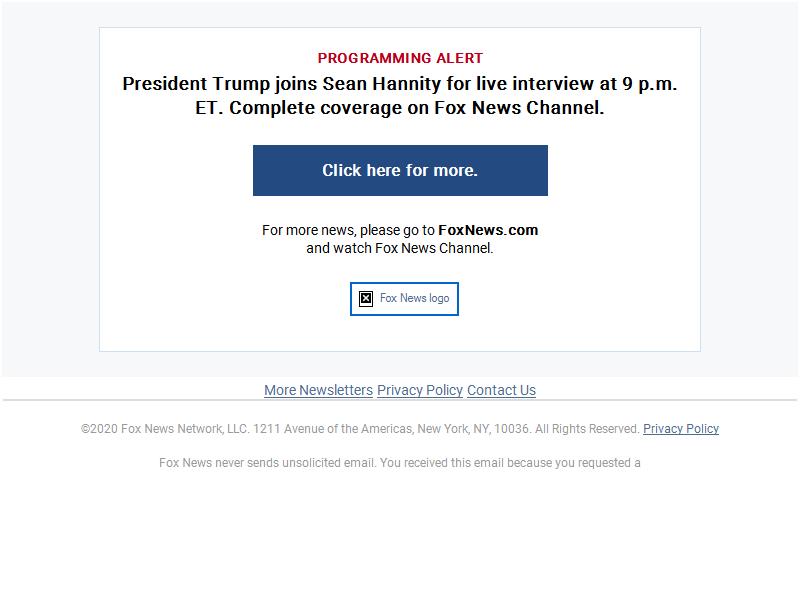 PROGRAMMING ALERT
President Trump joins Sean Hannity for live interview at 9 p.m.
ET. Complete coverage on Fox News Channel.
Click here for more.
For more news, please go to FoxNews.com
and watch Fox News Channel.
Fox News logo
More Newsletters Privacy Policy Contact Us
©2020 Fox News Network, LLC. 1211 Avenue of the Americas, New York, NY, 10036. All Rights Reserved. Privacy Policy
Fox News never sends unsolicited email. You received this email because you requested a